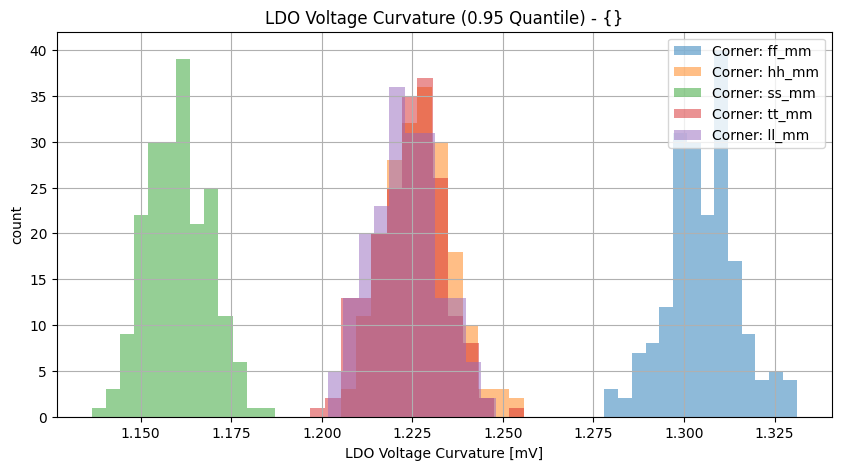 LDO Voltage Curvature (0.95 Quantile) - {}
count
40
35
30
25
20
15
10
5
0
Corner: ff_mm
Corner: hh_mm
Corner: ss_mm
Corner: tt_mm
Corner: ll_mm
1.150 1.175 1.200 1.225 1.250 1.275 1.300 1.325
LDO Voltage Curvature [mV]